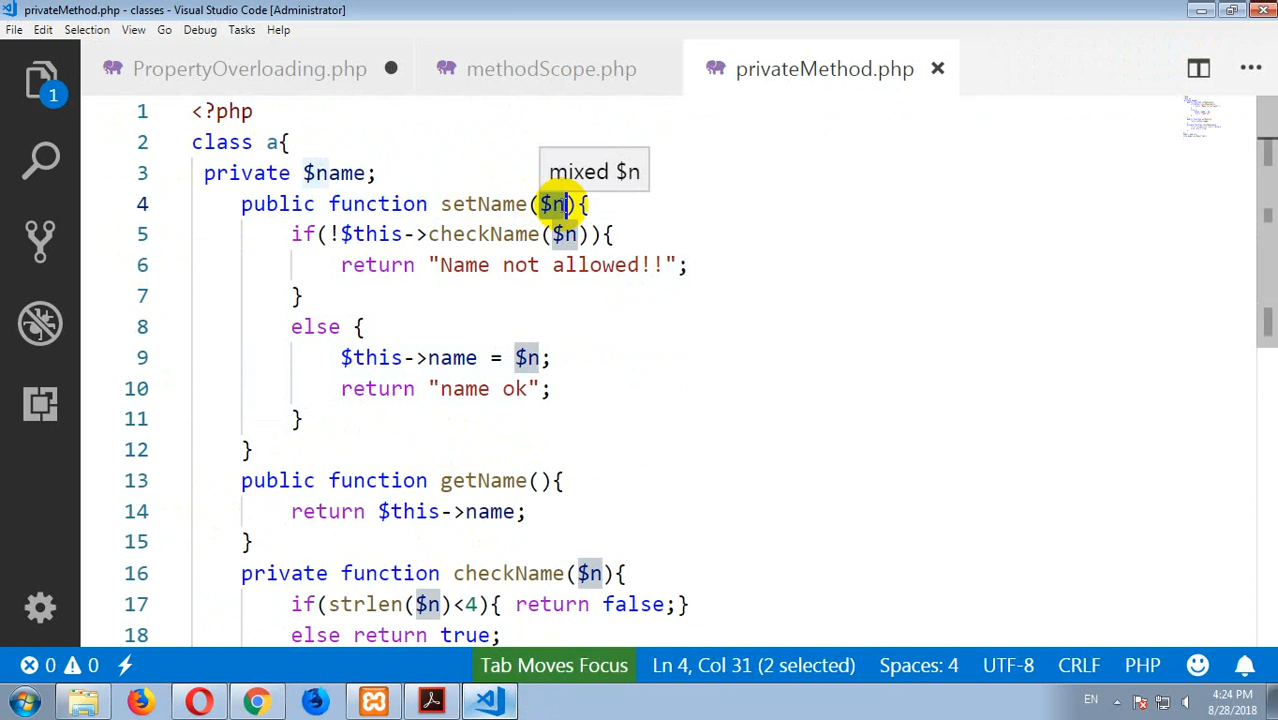 privateMethod.php - classes - Visual Studio Code [Administrator]
File Edit Selection View Go Debug Tasks Help
PropertyOverloading.php methodScope.php privateMethod.php
1
1 <?php
2 class a{
3 private $name;
mixed $n
4 public function setName($n){
5 if(!$this->checkName($n)){
6 return "Name not allowed!!";
7 }
8 else {
9 $this->name = $n;
10 return "name ok";
11 }
12 }
13 public function getName(){
14 return $this->name;
15 }
16 private function checkName($n){
17 if(strlen($n)<4){ return false;}
18 else return true;
0 0 Tab Moves Focus Ln 4, Col 31 (2 selected) Spaces: 4 UTF-8 CRLF PHP
EN 4:24 PM
8/28/2018